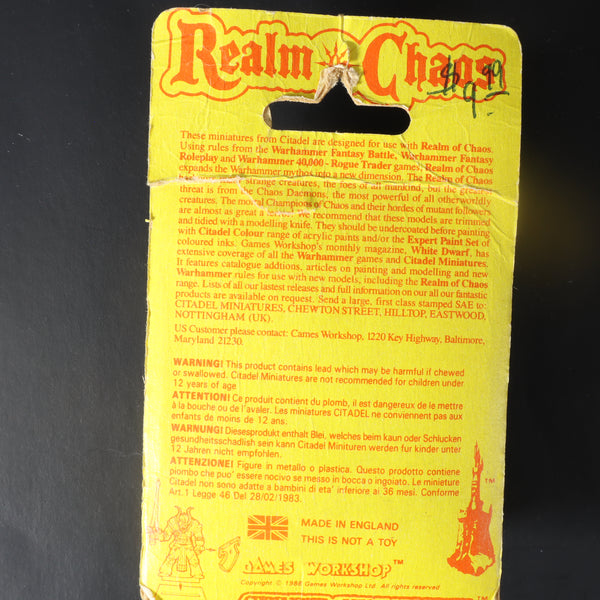 Realm Chaos
$9.99
These miniatures from Citadel are designed for use with Realm of Chaos.
Using rules from the Warhammer Fantasy Battle, Warhammer Fantasy
Roleplay and Warhammer 40,000 - Rogue Trader games, Realm of Chaos
expands the Warhammer mythos into a new dimension. The Realm of Chaos
more strange creatures, the foes of all mankind, but the greatest
threat is from the Chaos Daemons, the most powerful of all otherworldly
creatures. The mortal Champions of Chaos and their hordes of mutant followers
are almost as great a We recommend that these models are trimmed
and tidied with a modelling knife. They should be undercoated before painting
with Citadel Colour range of acrylic paints and/or the Expert Paint Set of
coloured inks. Games Workshop's monthly magazine, White Dwarf, has
extensive coverage of all the Warhammer games and Citadel Miniatures.
It features catalogue addtions, articles on painting and modelling and new
Warhammer rules for use with new models, including the Realm of Chaos
range. Lists of all our lastest releases and full information on our all our fantastic
products are available on request. Send a large, first class stamped SAE to:
CITADEL MINIATURES, CHEWTON STREET, HILLTOP, EASTWOOD,
NOTTINGHAM (UK).
US Customer please contact: Games Workshop, 1220 Key Highway, Baltimore,
Maryland 21230.
WARNING! This product contains lead which may be harmful if chewed
or swallowed. Citadel Miniatures are not recommended for children under
12 years of age
ATTENTION! Ce produit contient du plomb, il est dangereux de le mettre
à la bouche ou de l'avaler. Les miniatures CITADEL ne conviennent pas aux
enfants de moins de 12 ans.
WARNUNG! Diesesprodukt enthalt Blei, welches beim kaun oder Schlucken
gesundheitsschadlish sein kann Citadel Minituren werden fur kinder unter
12 Jahren nicht empfohlen.
ATTENZIONE! Figure in metallo o plastica. Questo prodotto contiene
piombo che puo' essere nocivo se messo in bocca o ingoiato. Le miniature
Citadel non sono adatte a bambini di eta' inferiore ai 36 mesi. Conforme
Art.1 Legge 46 Del 28/02/1983.
MADE IN ENGLAND
THIS IS NOT A TOY
TM
GAMES WORKSHOP™
Copyright © 1988 Games Workshop Ltd. All rights reserved.